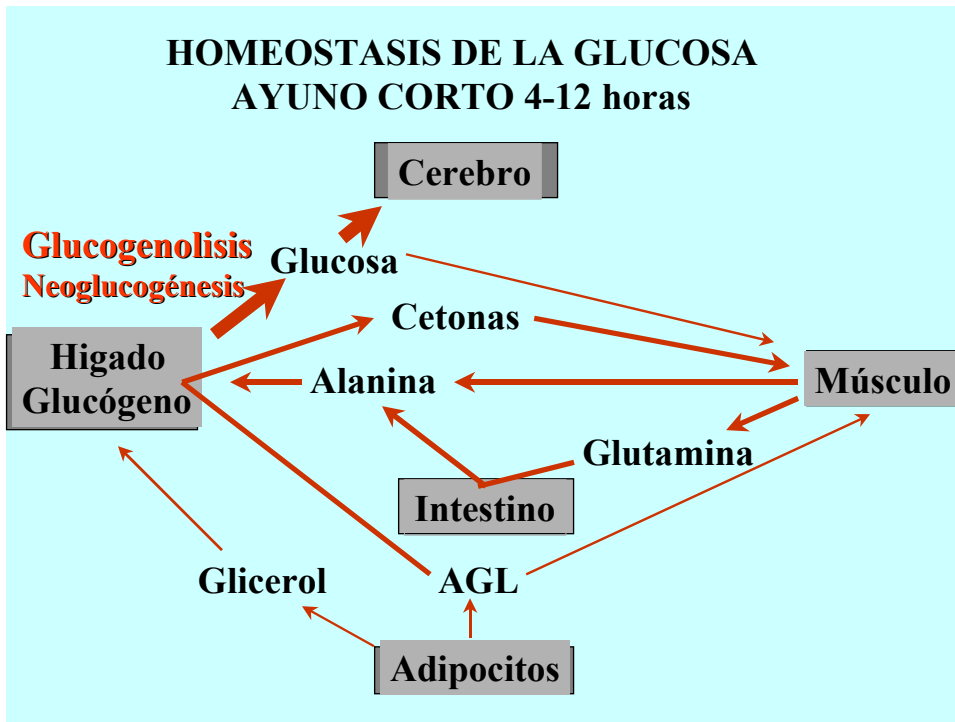 HOMEOSTASIS DE LA GLUCOSA
AYUNO CORTO 4-12 horas
Cerebro
Glucogenolisis
Neoglucogénesis
Glucosa
Cetonas
Higado
Glucógeno
Alanina
Músculo
Glutamina
Intestino
Glicerol
AGL
Adipocitos